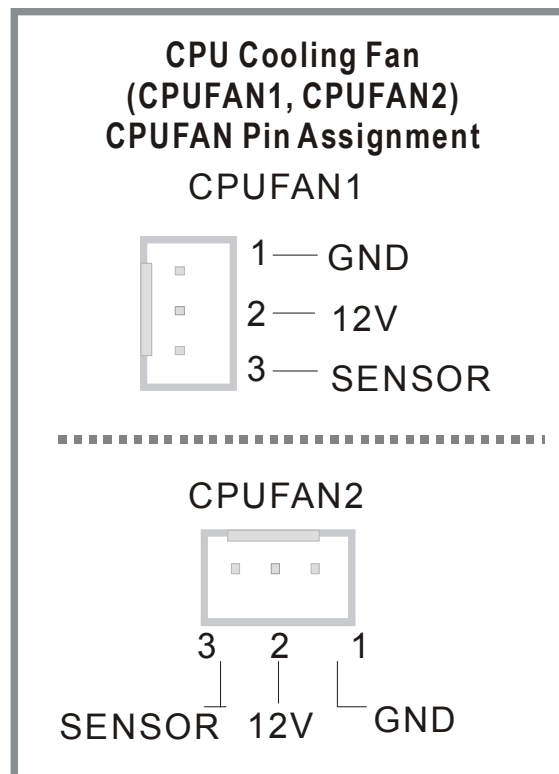 CPU Cooling Fan
(CPUFAN1, CPUFAN2)
CPUFAN Pin Assignment
CPUFAN1
1 GND
2 12V
3 SENSOR
CPUFAN2
3 2 1
SENSOR 12V GND